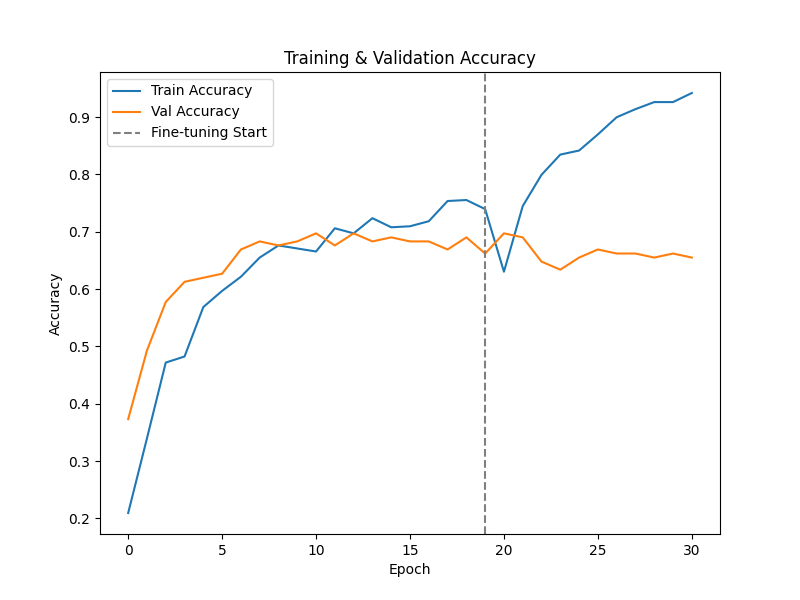 Training & Validation Accuracy
Train Accuracy
Val Accuracy
Fine-tuning Start
0.9
0.8
0.7
0.6
0.5
0.4
0.3
0.2
Accuracy
0 5 10 15 20 25 30
Epoch